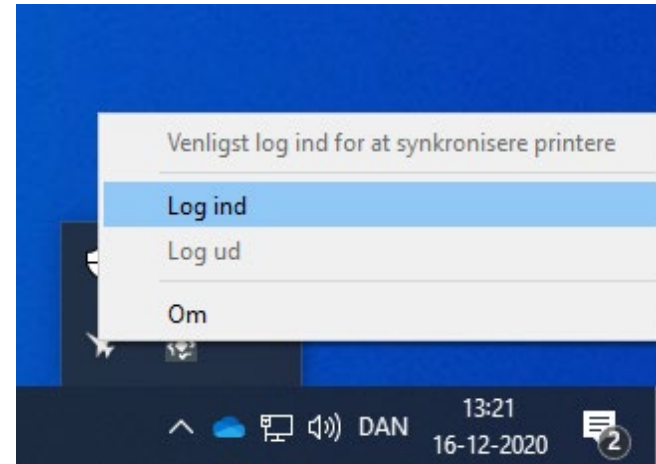 Venligst log ind for at synkronisere printere
Log ind
Log ud
Om
DAN
13:21
16-12-2020
2